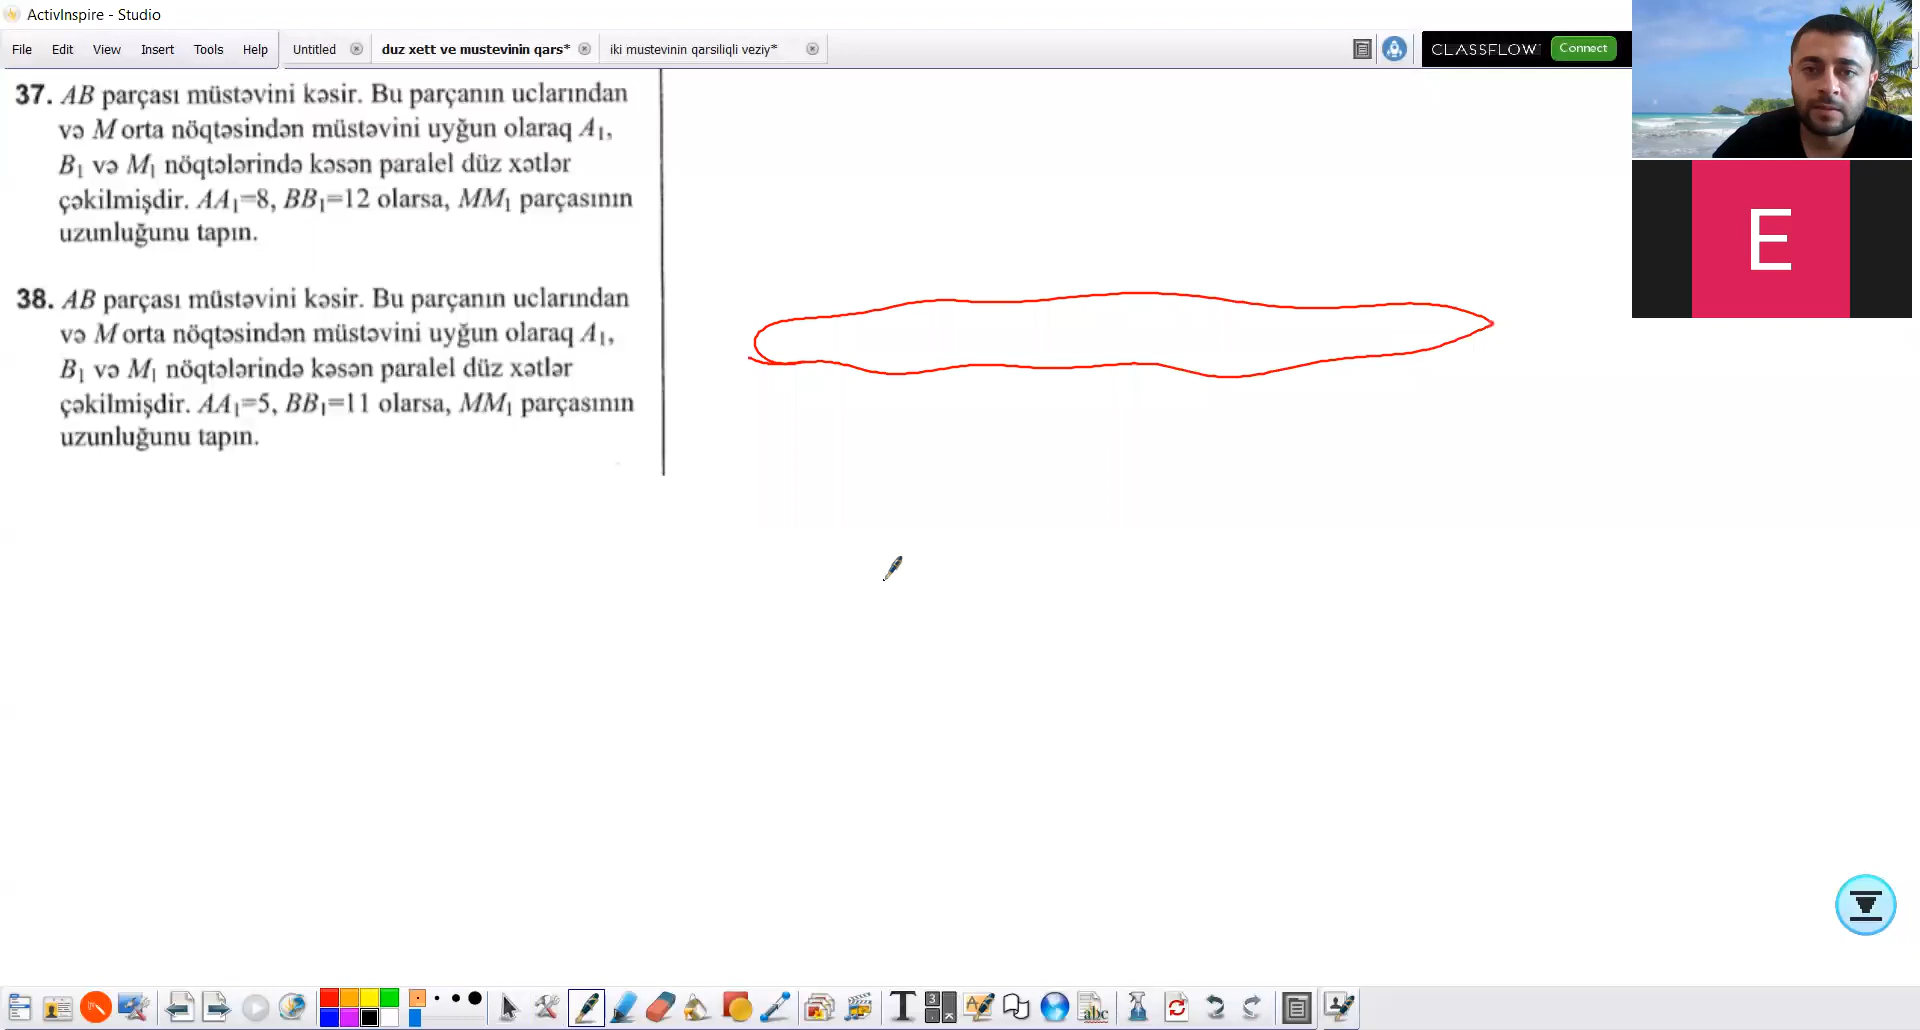 ActivInspire - Studio
File Edit View Insert Tools Help Untitled duz xett ve mustevinin qars* iki mustevinin qarsiliqli veziy* CLASSFLOW Connect
37. AB parçası müstəvini kəsir. Bu parçanın uclarından
və M orta nöqtəsindən müstəvini uyğun olaraq A₁,
B₁ və M₁ nöqtələrində kəsən paralel düz xətlər
çəkilmişdir. AA₁=8, BB₁=12 olarsa, MM₁ parçasının
uzunluğunu tapın.
38. AB parçası müstəvini kəsir. Bu parçanın uclarından
və M orta nöqtəsindən müstəvini uyğun olaraq A₁,
B₁ və M₁ nöqtələrində kəsən paralel düz xətlər
çəkilmişdir. AA₁=5, BB₁=11 olarsa, MM₁ parçasının
uzunluğunu tapın.
E
T
abc